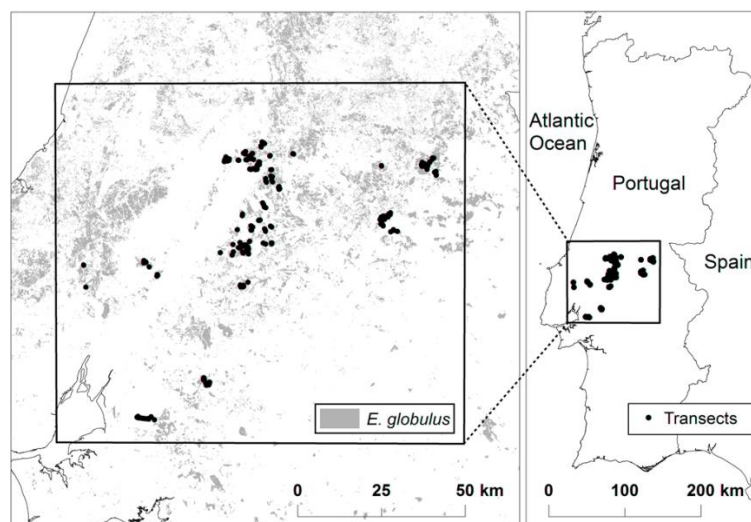 E. globulus
0 25 50 km
Atlantic
Ocean
Portugal
Spain
Transects
0 100 200 km